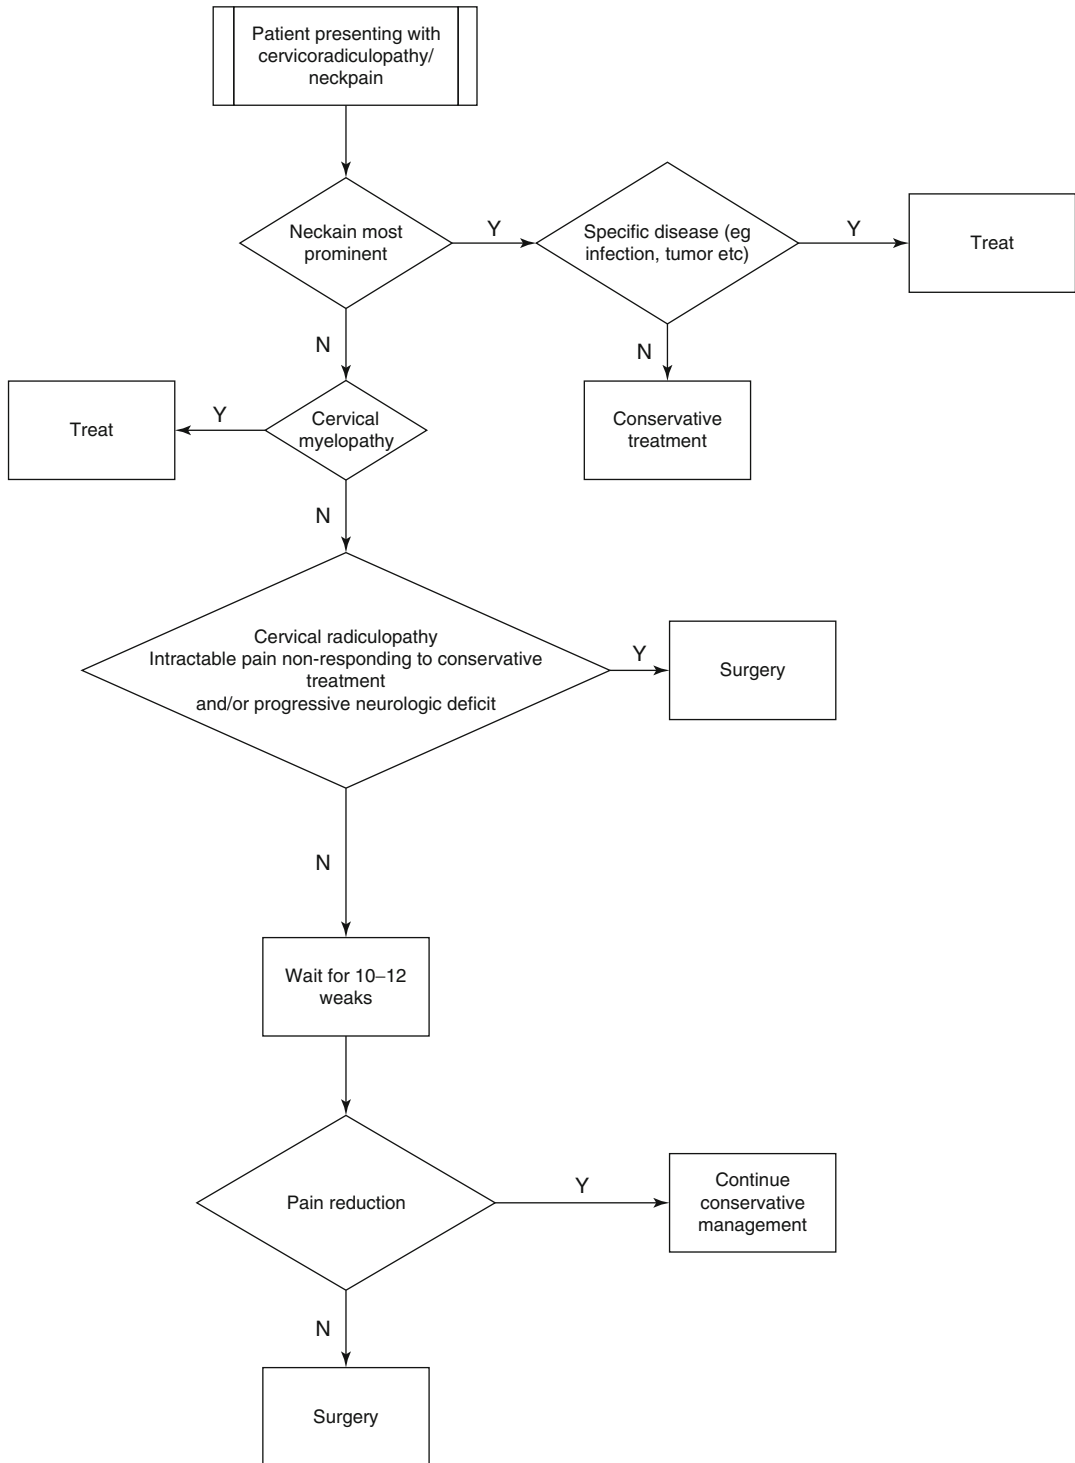 Patient presenting with
cervicoradiculopathy/
neckpain
Neckain most
prominent
Y
Specific disease (eg
infection, tumor etc)
Y
Treat
N
N
Treat
Y
Cervical
myelopathy
Conservative
treatment
N
Cervical radiculopathy
Intractable pain non-responding to conservative
treatment
and/or progressive neurologic deficit
Y
Surgery
N
Wait for 10–12
weaks
Pain reduction
Y
Continue
conservative
management
N
Surgery